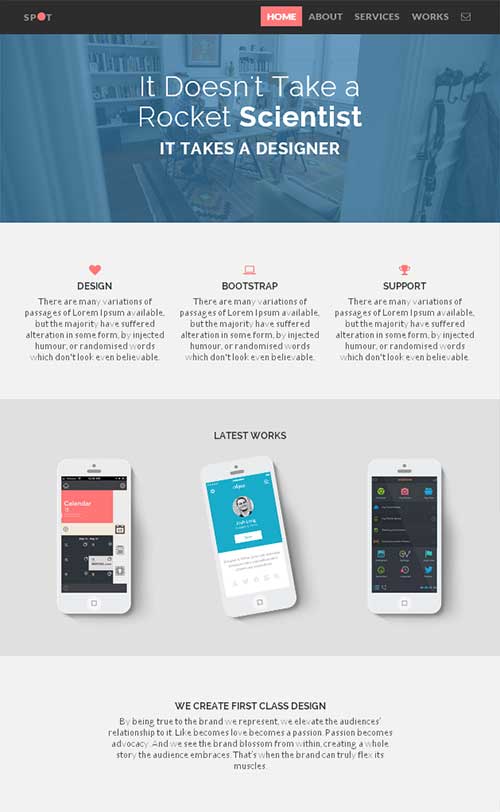 SPOT
HOME ABOUT SERVICES WORKS
It Doesn't Take a
Rocket Scientist
IT TAKES A DESIGNER
DESIGN
There are many variations of
passages of Lorem Ipsum available,
but the majority have suffered
alteration in some form, by injected
humour, or randomised words
which don't look even believable.
BOOTSTRAP
There are many variations of
passages of Lorem Ipsum available,
but the majority have suffered
alteration in some form, by injected
humour, or randomised words
which don't look even believable.
SUPPORT
There are many variations of
passages of Lorem Ipsum available,
but the majority have suffered
alteration in some form, by injected
humour, or randomised words
which don't look even believable.
LATEST WORKS
Calendar
WE CREATE FIRST CLASS DESIGN
By being true to the brand we represent, we elevate the audiences'
relationship to it. Like becomes love becomes a passion. Passion becomes
advocacy. And we see the brand blossom from within, creating a whole
story the audience embraces. That's when the brand can truly flex its
muscles.